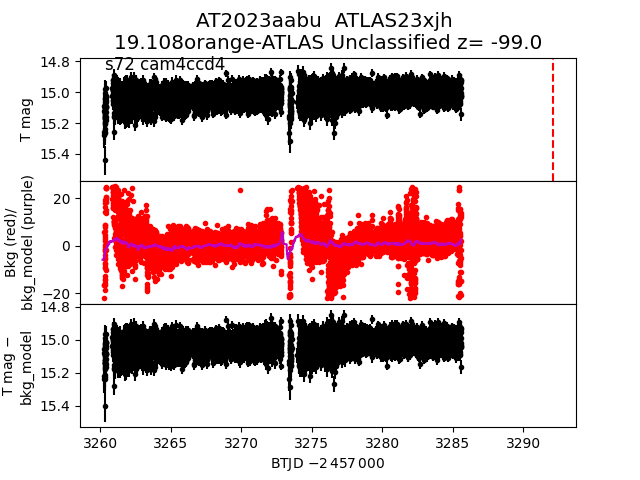 AT2023aabu ATLAS23xjh
19.108orange-ATLAS Unclassified z= -99.0
s72 cam4ccd4
14.8
15.0
15.2
15.4
T mag
20
0
−20
Bkg (red)/
bkg_model (purple)
14.8
15.0
15.2
15.4
T mag −
bkg_model
3260 3265 3270 3275 3280 3285 3290
BTJD −2 457 000